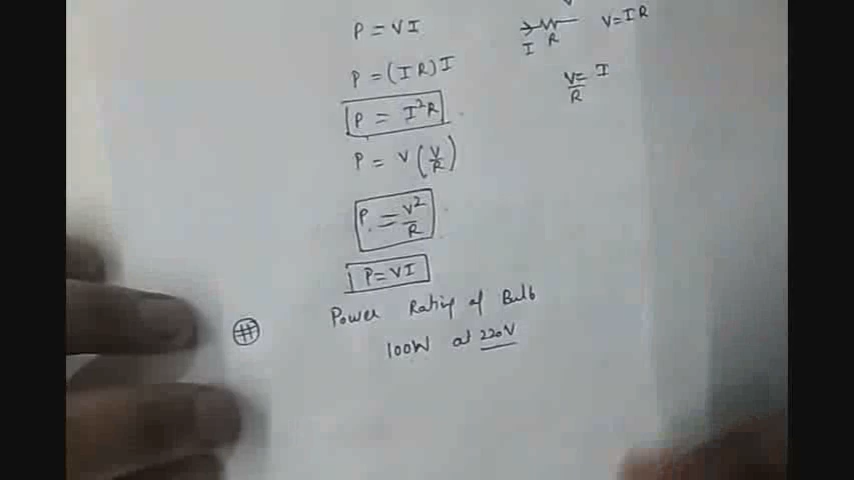 P = VI
V
I R V=IR
P = (IR)I
V/R = I
P = I²R
P = V(V/R)
P = V²/R
P = VI
Power Rating of Bulb
# 100W at 220V